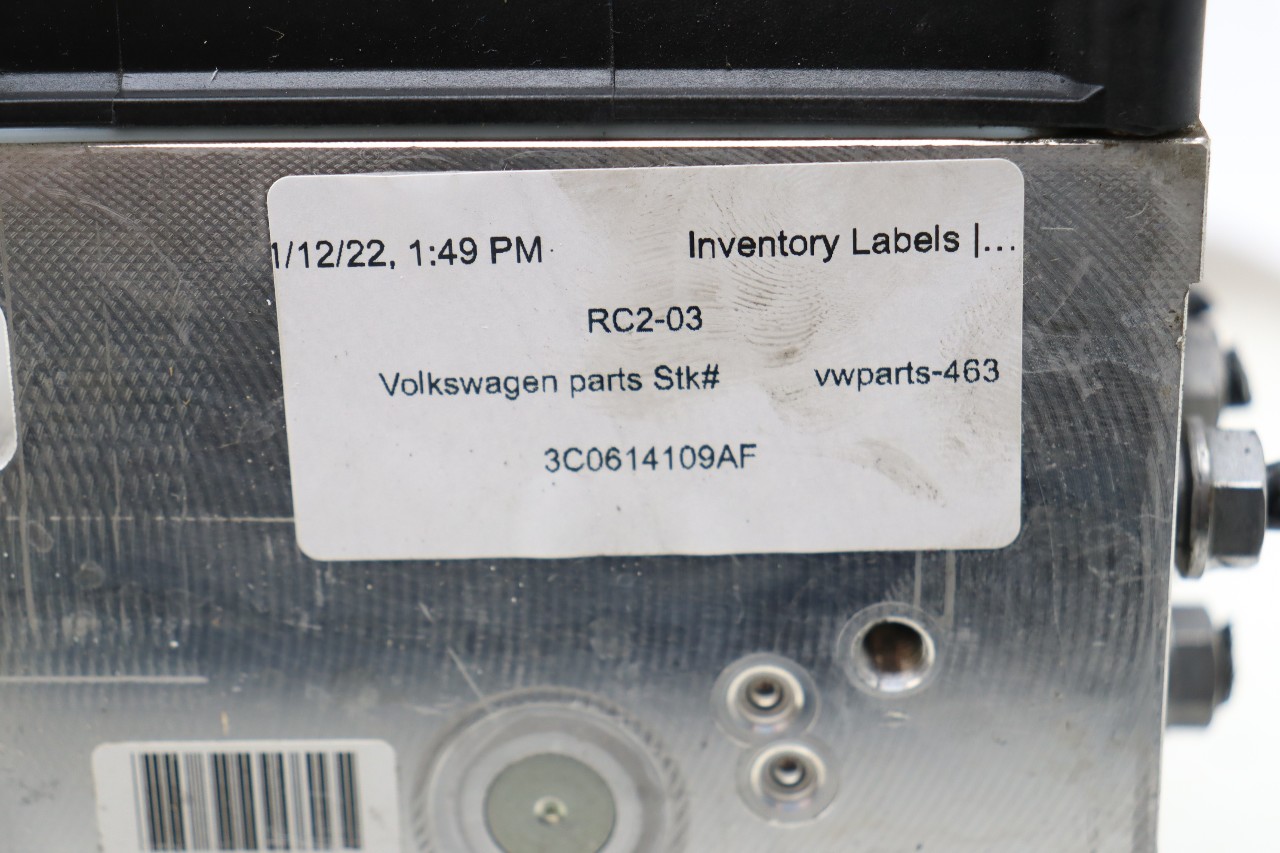 1/12/22, 1:49 PM Inventory Labels |...
RC2-03
Volkswagen parts Stk# vwparts-463
3C0614109AF